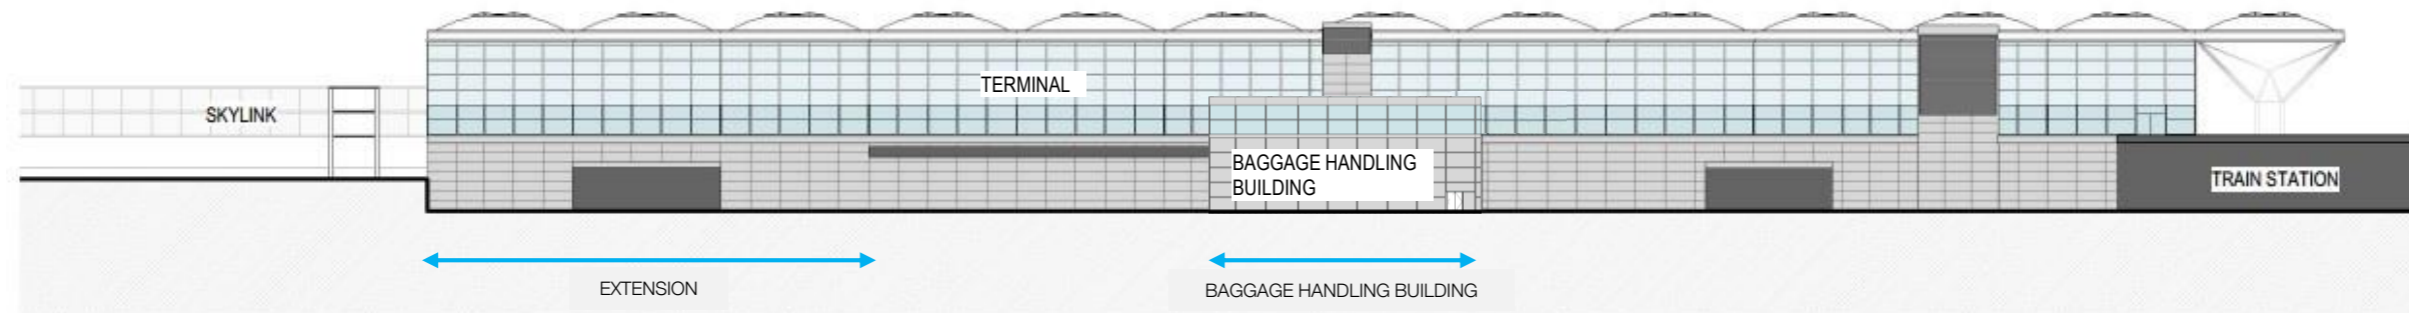 TERMINAL
SKYLINK
BAGGAGE HANDLING
BUILDING
TRAIN STATION
EXTENSION
BAGGAGE HANDLING BUILDING